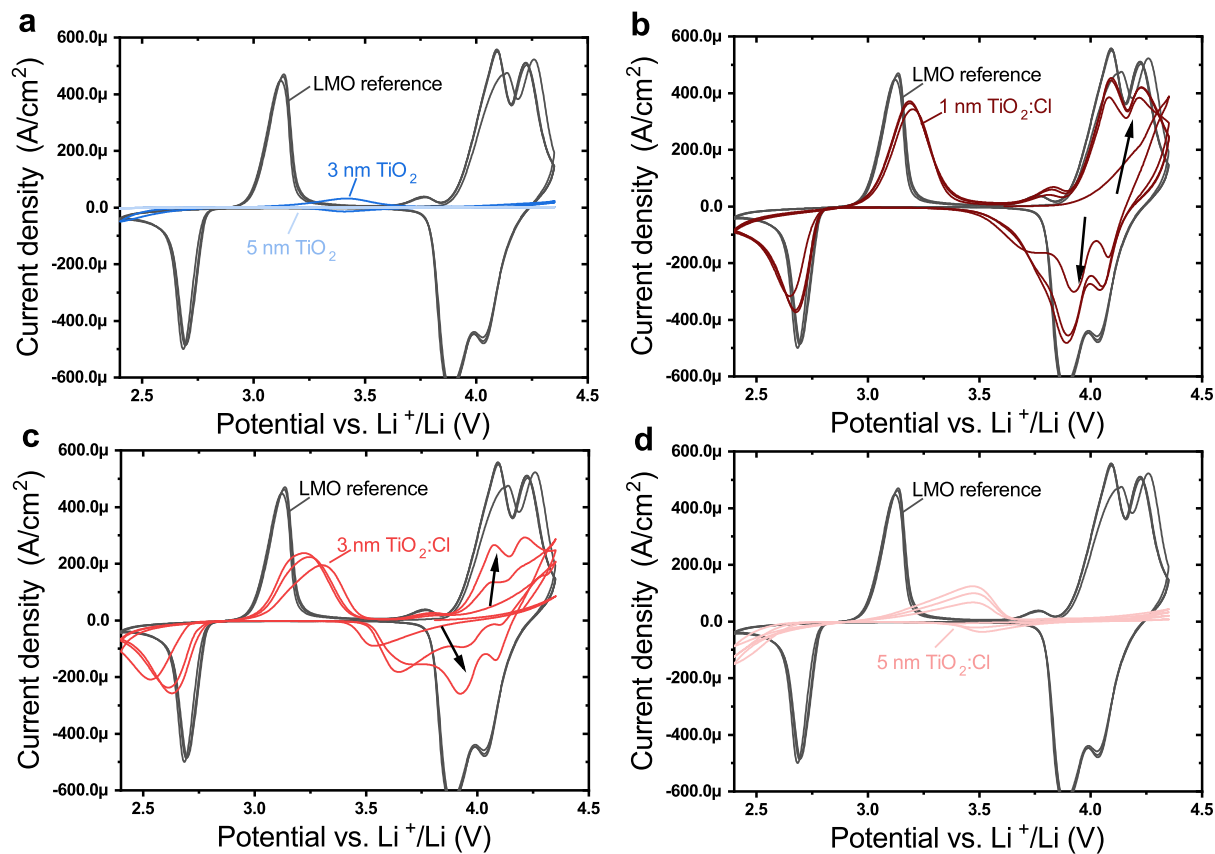 a
600.0µ
400.0µ
200.0µ
0.0
-200.0µ
-400.0µ
-600.0µ
2.5 3.0 3.5 4.0 4.5
Current density (A/cm²)
Potential vs. Li⁺/Li (V)
LMO reference
3 nm TiO₂
5 nm TiO₂
b
600.0µ
400.0µ
200.0µ
0.0
-200.0µ
-400.0µ
-600.0µ
2.5 3.0 3.5 4.0 4.5
Current density (A/cm²)
Potential vs. Li⁺/Li (V)
LMO reference
1 nm TiO₂:Cl
c
600.0µ
400.0µ
200.0µ
0.0
-200.0µ
-400.0µ
-600.0µ
2.5 3.0 3.5 4.0 4.5
Current density (A/cm²)
Potential vs. Li⁺/Li (V)
LMO reference
3 nm TiO₂:Cl
d
600.0µ
400.0µ
200.0µ
0.0
-200.0µ
-400.0µ
-600.0µ
2.5 3.0 3.5 4.0 4.5
Current density (A/cm²)
Potential vs. Li⁺/Li (V)
LMO reference
5 nm TiO₂:Cl